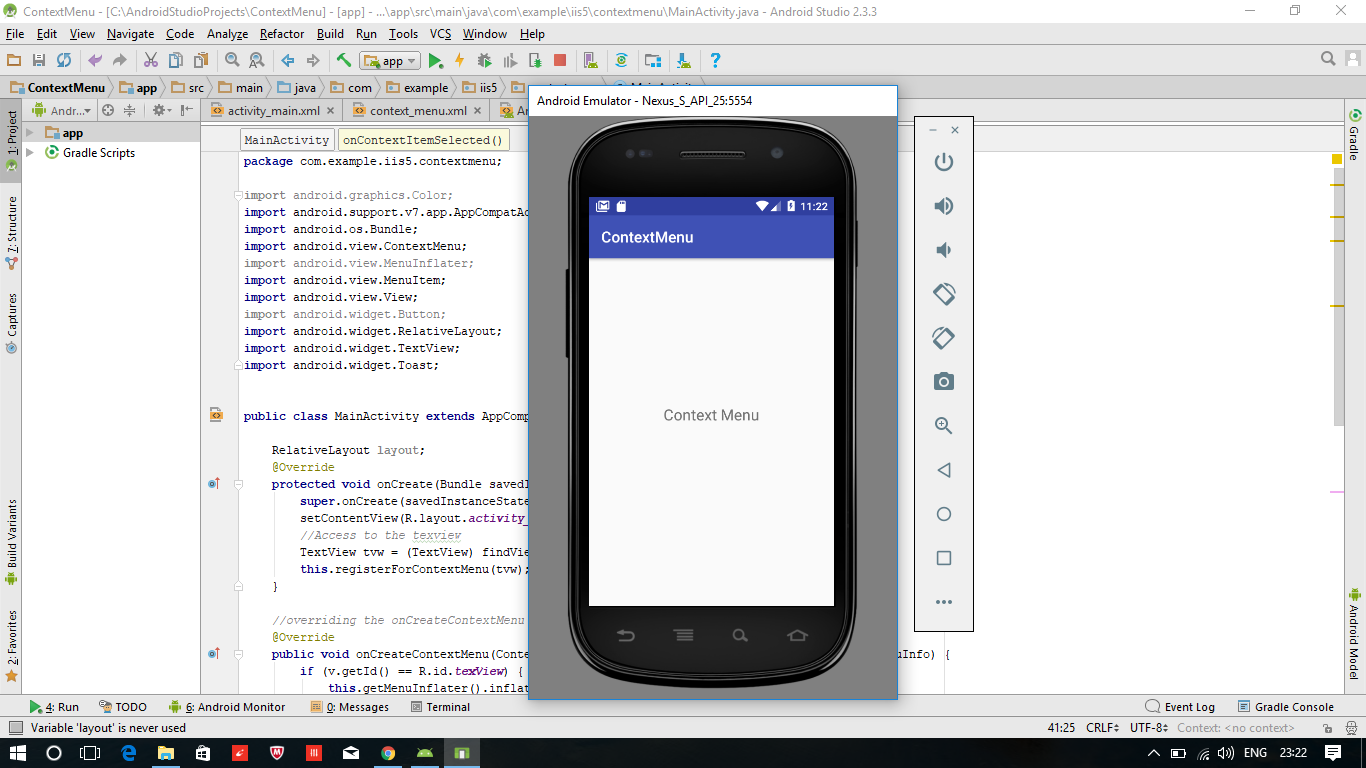 ContextMenu - [C:\AndroidStudioProjects\ContextMenu] - [app] - ...\app\src\main\java\com\example\iis5\contextmenu\MainActivity.java - Android Studio 2.3.3
File Edit View Navigate Code Analyze Refactor Build Run Tools VCS Window Help
app
ContextMenu app src main java com example iis5
Andr...
activity_main.xml
context_menu.xml
1: Project
7: Structure
Captures
Build Variants
2: Favorites
app
Gradle Scripts
MainActivity onContextItemSelected()
package com.example.iis5.contextmenu;
import android.graphics.Color;
import android.support.v7.app.AppCompatAc
import android.os.Bundle;
import android.view.ContextMenu;
import android.view.MenuInflater;
import android.view.MenuItem;
import android.view.View;
import android.widget.Button;
import android.widget.RelativeLayout;
import android.widget.TextView;
import android.widget.Toast;
public class MainActivity extends AppComp
RelativeLayout layout;
@Override
protected void onCreate(Bundle savedI
super.onCreate(savedInstanceState
setContentView(R.layout.activity_
//Access to the texview
TextView tvw = (TextView) findVie
this.registerForContextMenu(tvw);
}
//overriding the onCreateContextMenu
@Override
public void onCreateContextMenu(Conte
uInfo) {
if (v.getId() == R.id.texView) {
this.getMenuInflater().inflat
Android Emulator - Nexus_S_API_25:5554
11:22
ContextMenu
Context Menu
Gradle
Android Model
4: Run TODO 6: Android Monitor 0: Messages Terminal Event Log Gradle Console
Variable 'layout' is never used 41:25 CRLF UTF-8 Context: <no context>
ENG 23:22